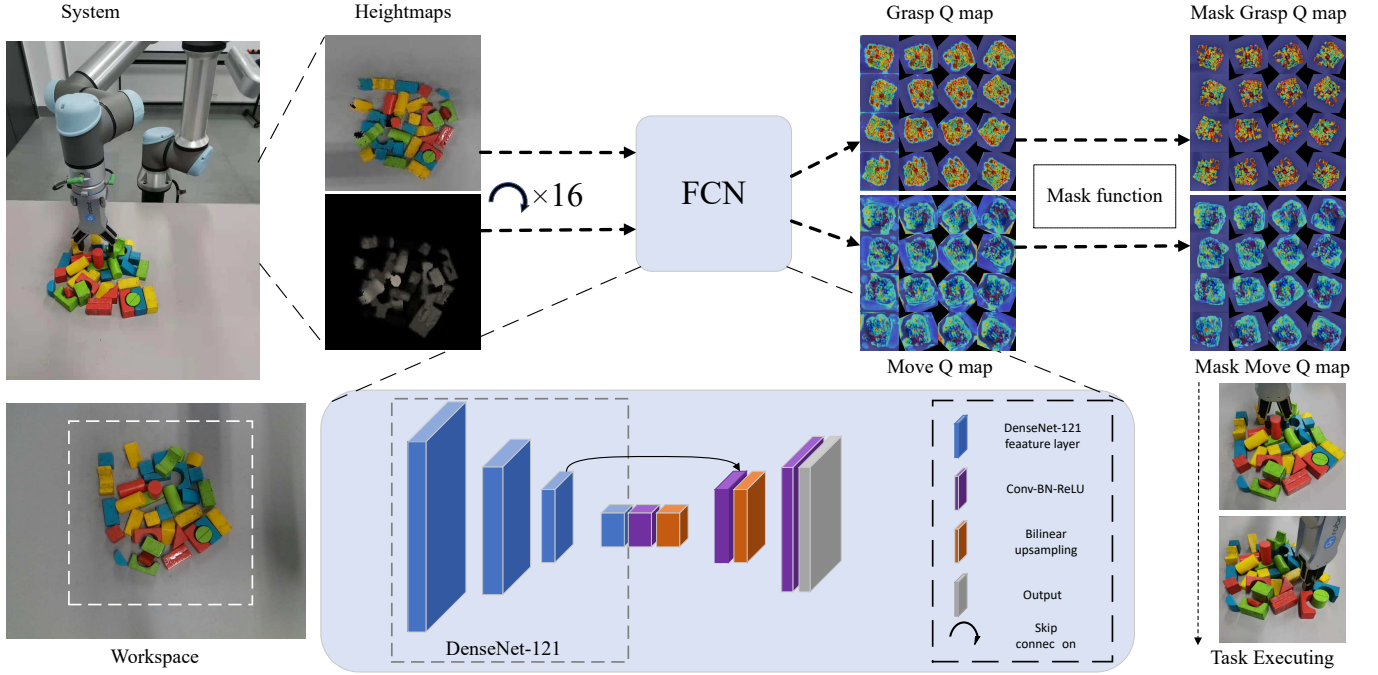 System
Heightmaps
Grasp Q map
Mask Grasp Q map
×16
FCN
Mask function
Move Q map
Mask Move Q map
DenseNet-121
feaature layer
Conv-BN-ReLU
Bilinear
upsampling
Output
Skip
connec on
DenseNet-121
Workspace
Task Executing